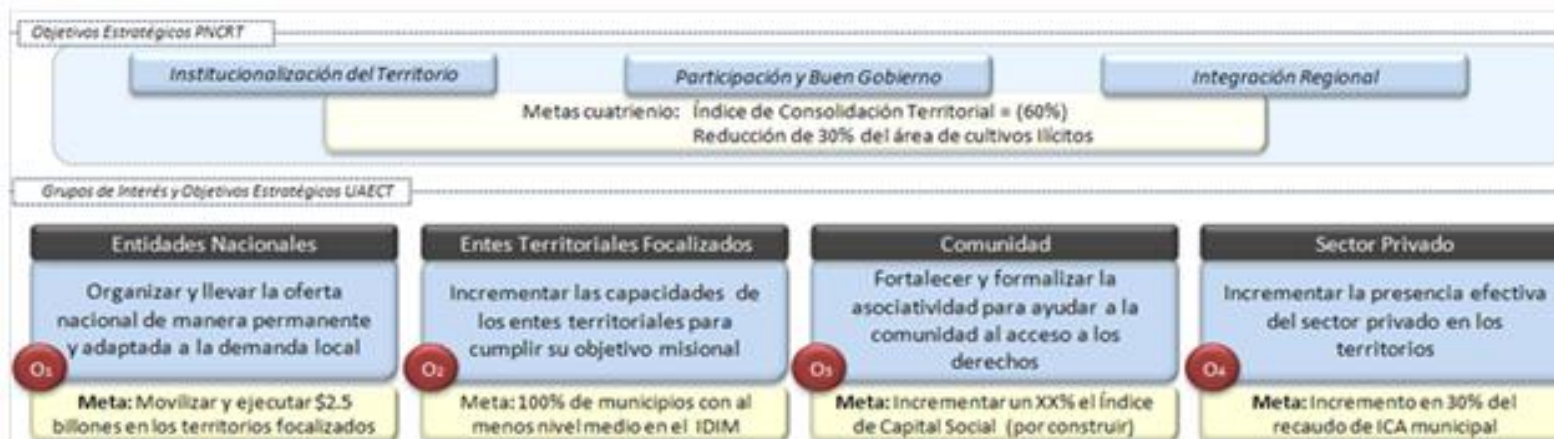 Objetivos Estratégicos PNCRT
Institucionalización del Territorio
Participación y Buen Gobierno
Integración Regional
Metas cuatrienio: Índice de Consolidación Territorial = (60%)
Reducción de 30% del área de cultivos Ilícitos
Grupos de Interés y Objetivos Estratégicos UAECT
Entidades Nacionales
Organizar y llevar la oferta
nacional de manera permanente
y adaptada a la demanda local
O1
Meta: Movilizar y ejecutar $2.5
billones en los territorios focalizados
Entes Territoriales Focalizados
Incrementar las capacidades de
los entes territoriales para
cumplir su objetivo misional
O2
Meta: 100% de municipios con al
menos nivel medio en el IDIM
Comunidad
Fortalecer y formalizar la
asociatividad para ayudar a la
comunidad al acceso a los
derechos
O3
Meta: Incrementar un XX% el Índice
de Capital Social (por construir)
Sector Privado
Incrementar la presencia efectiva
del sector privado en los
territorios
O4
Meta: Incremento en 30% del
recaudo de ICA municipal